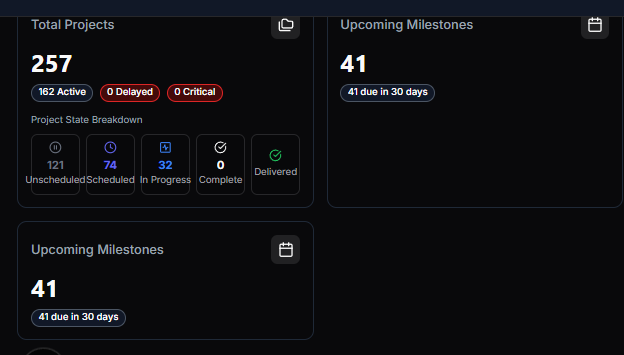 Total Projects
257
162 Active 0 Delayed 0 Critical
Project State Breakdown
121 74 32 0
Unscheduled Scheduled In Progress Complete Delivered
Upcoming Milestones
41
41 due in 30 days
Upcoming Milestones
41
41 due in 30 days